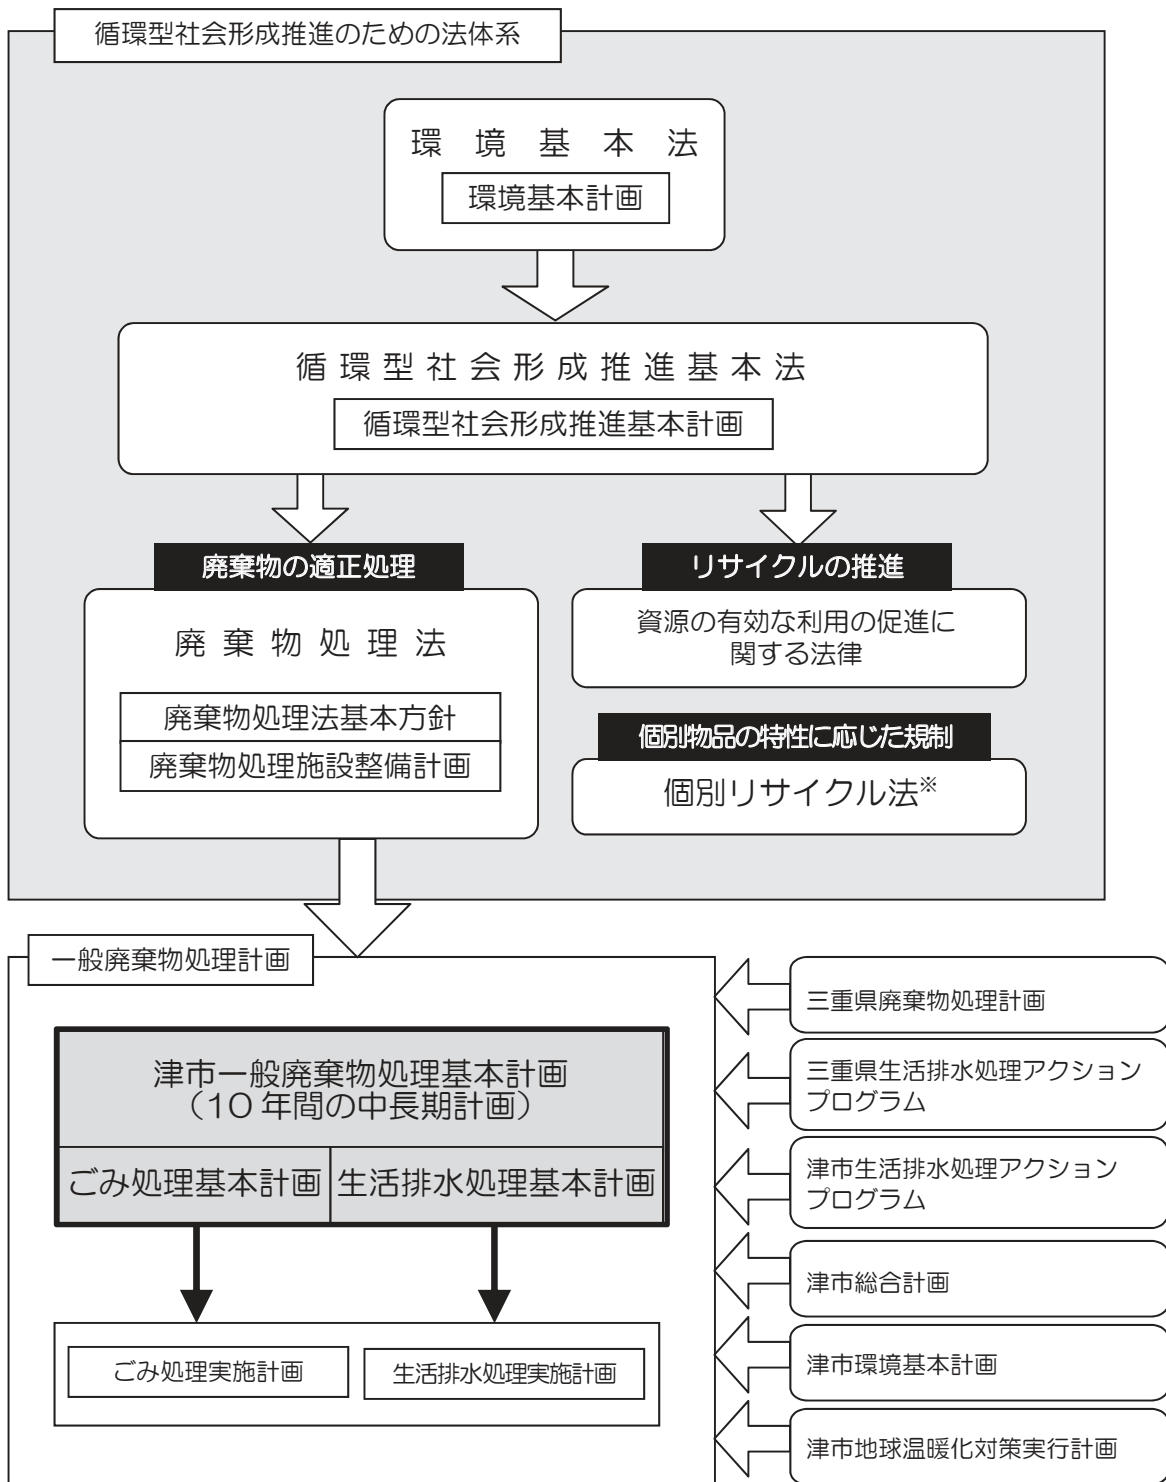 循環型社会形成推進のための法体系
環境基本法
環境基本計画
循環型社会形成推進基本法
循環型社会形成推進基本計画
廃棄物の適正処理
廃棄物処理法
廃棄物処理法基本方針
廃棄物処理施設整備計画
リサイクルの推進
資源の有効な利用の促進に
関する法律
個別物品の特性に応じた規制
個別リサイクル法※
一般廃棄物処理計画
津市一般廃棄物処理基本計画
（10年間の中長期計画）
ごみ処理基本計画
生活排水処理基本計画
ごみ処理実施計画
生活排水処理実施計画
三重県廃棄物処理計画
三重県生活排水処理アクション
プログラム
津市生活排水処理アクション
プログラム
津市総合計画
津市環境基本計画
津市地球温暖化対策実行計画